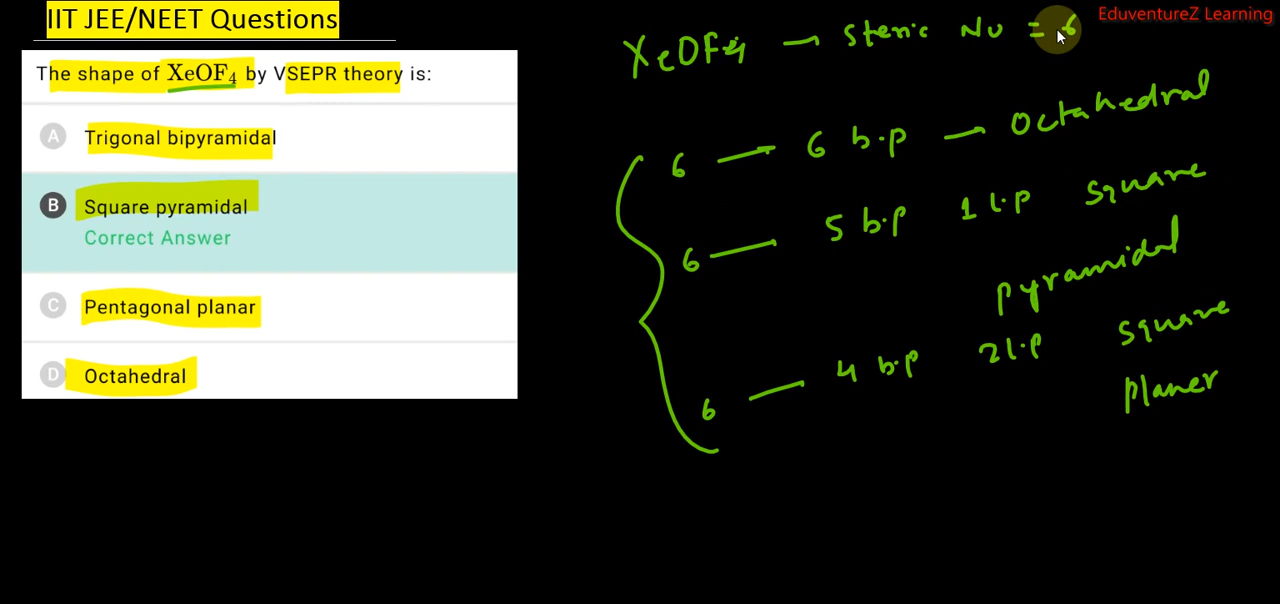 IIT JEE/NEET Questions
EduventureZ Learning
The shape of XeOF4 by VSEPR theory is:
A Trigonal bipyramidal
B Square pyramidal
Correct Answer
C Pentagonal planar
D Octahedral
XeOF4 → Steric No = 6
6 — 6 b.p — Octahedral
6 — 5 b.p 1 l.p Square
pyramidal
6 — 4 b.p 2 l.p Square
planer